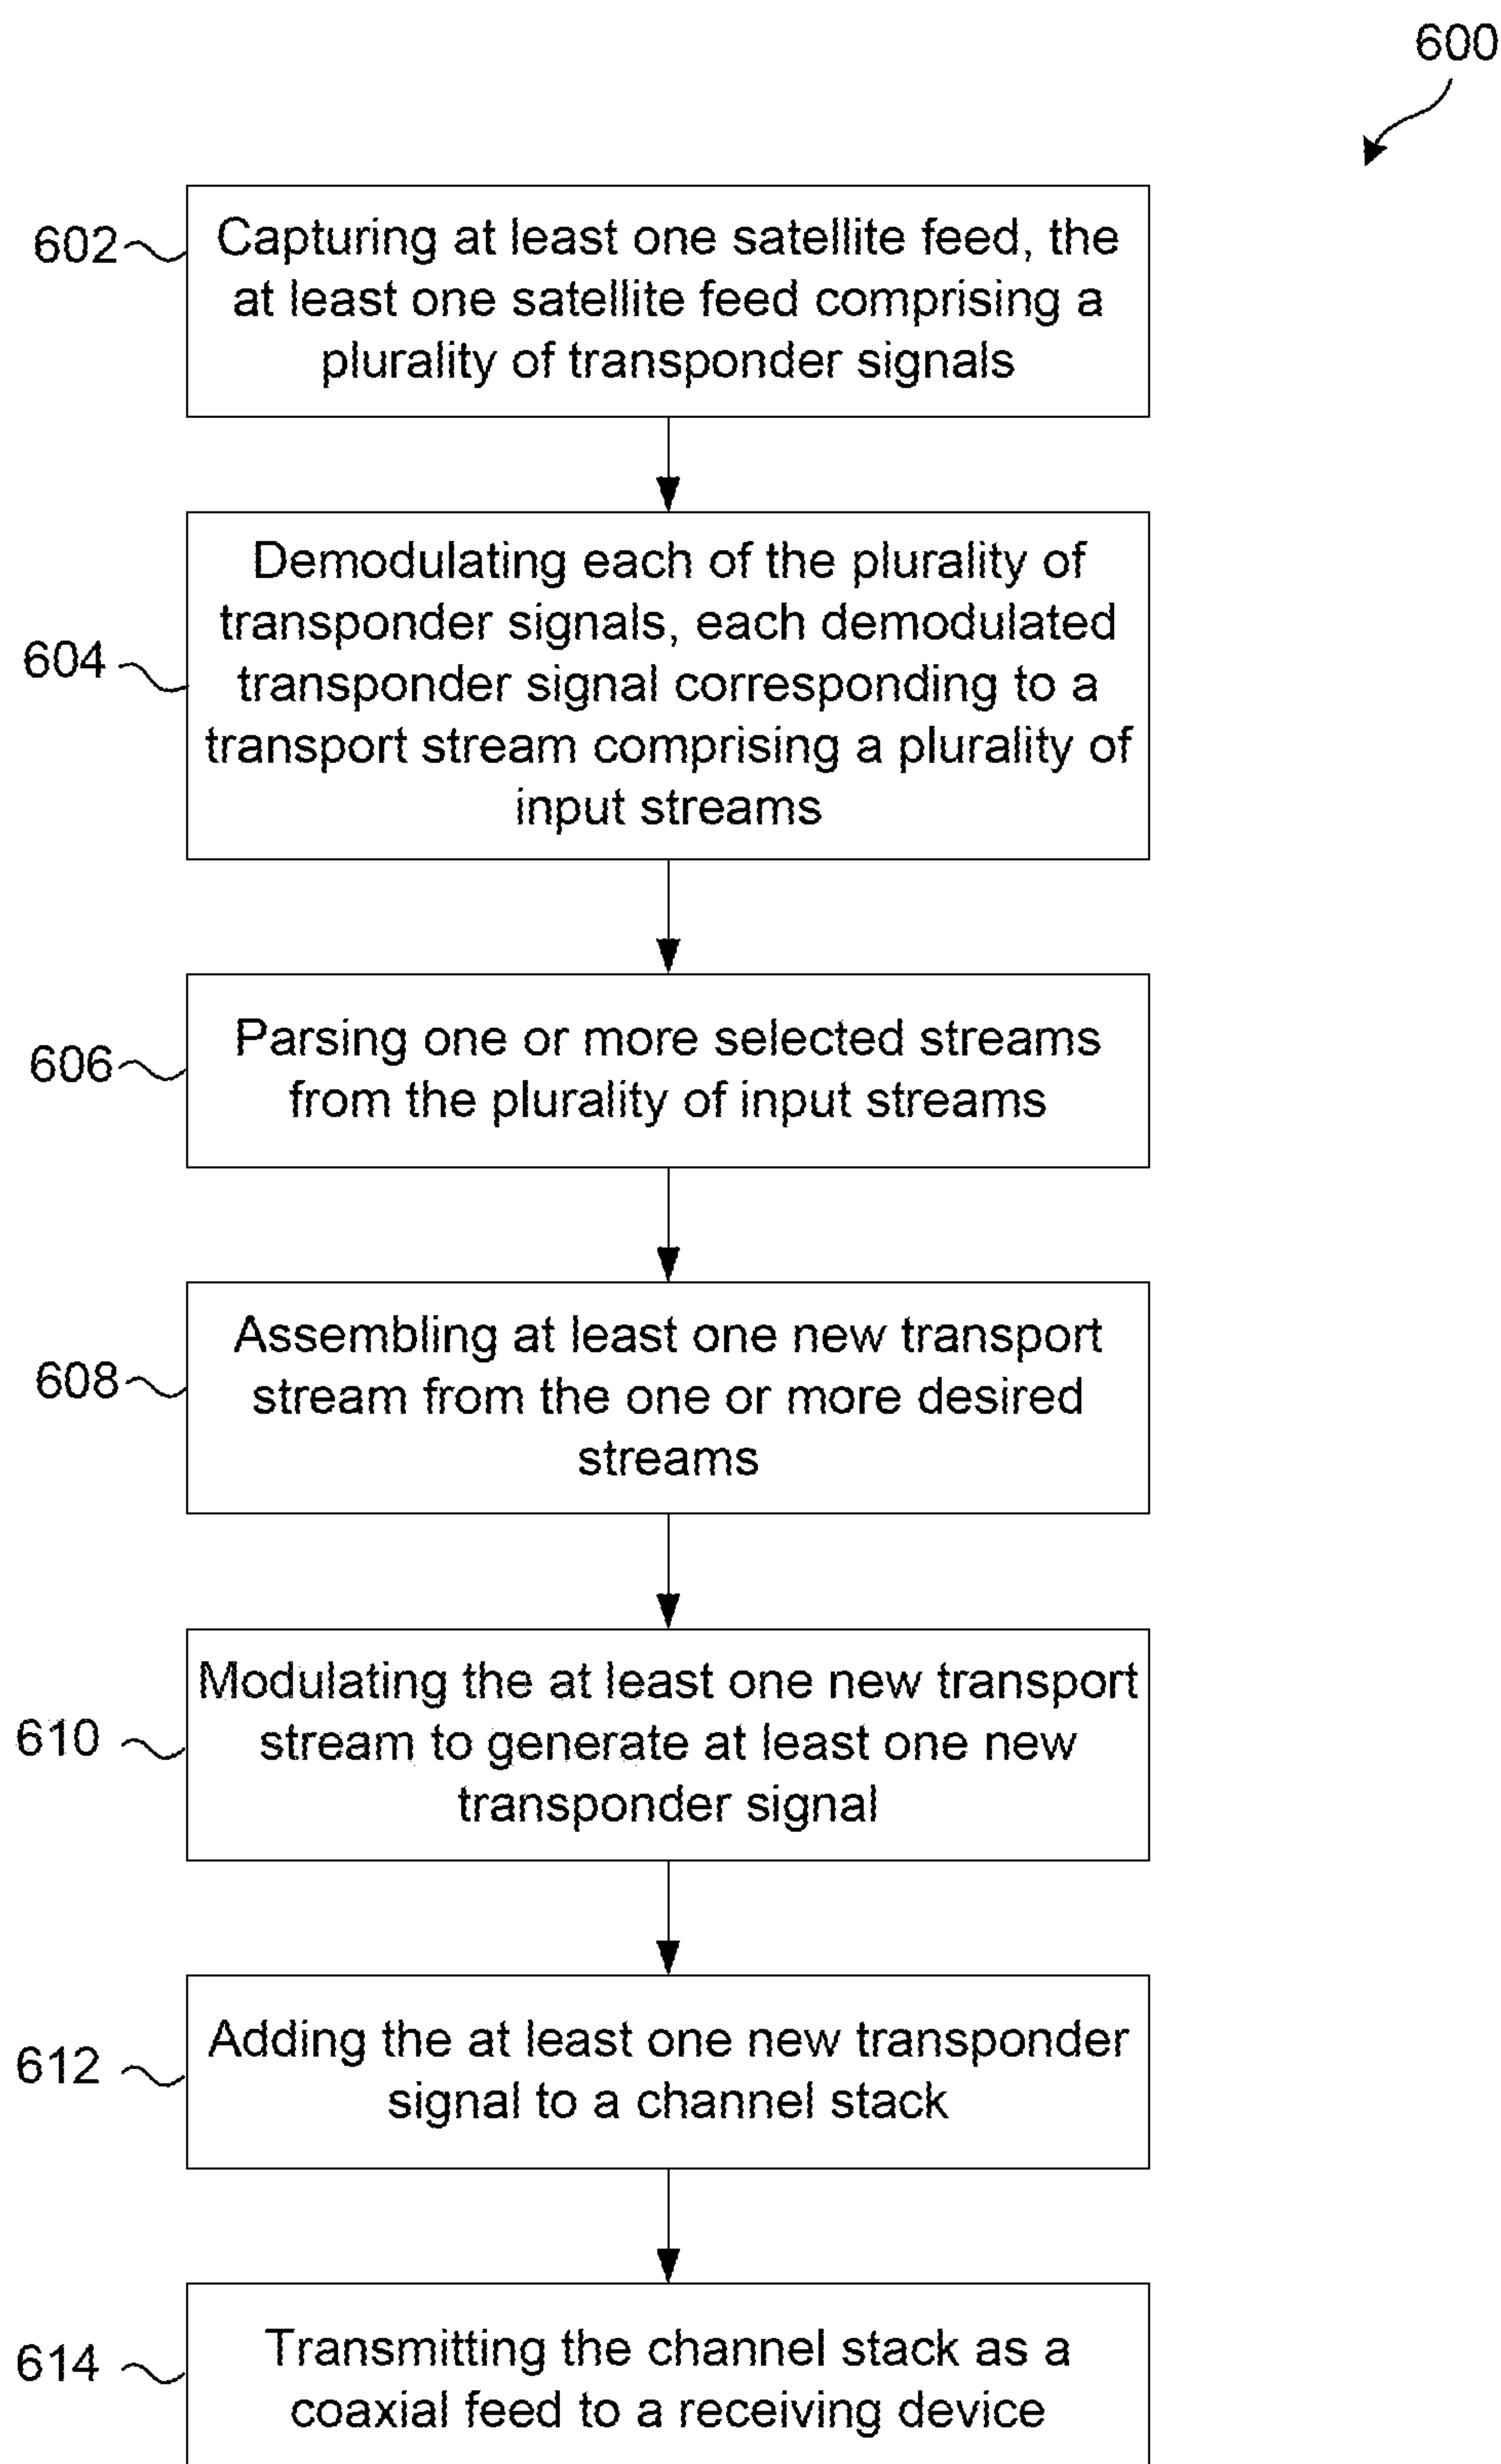 600
602
Capturing at least one satellite feed, the
at least one satellite feed comprising a
plurality of transponder signals
604
Demodulating each of the plurality of
transponder signals, each demodulated
transponder signal corresponding to a
transport stream comprising a plurality of
input streams
606
Parsing one or more selected streams
from the plurality of input streams
608
Assembling at least one new transport
stream from the one or more desired
streams
610
Modulating the at least one new transport
stream to generate at least one new
transponder signal
612
Adding the at least one new transponder
signal to a channel stack
614
Transmitting the channel stack as a
coaxial feed to a receiving device